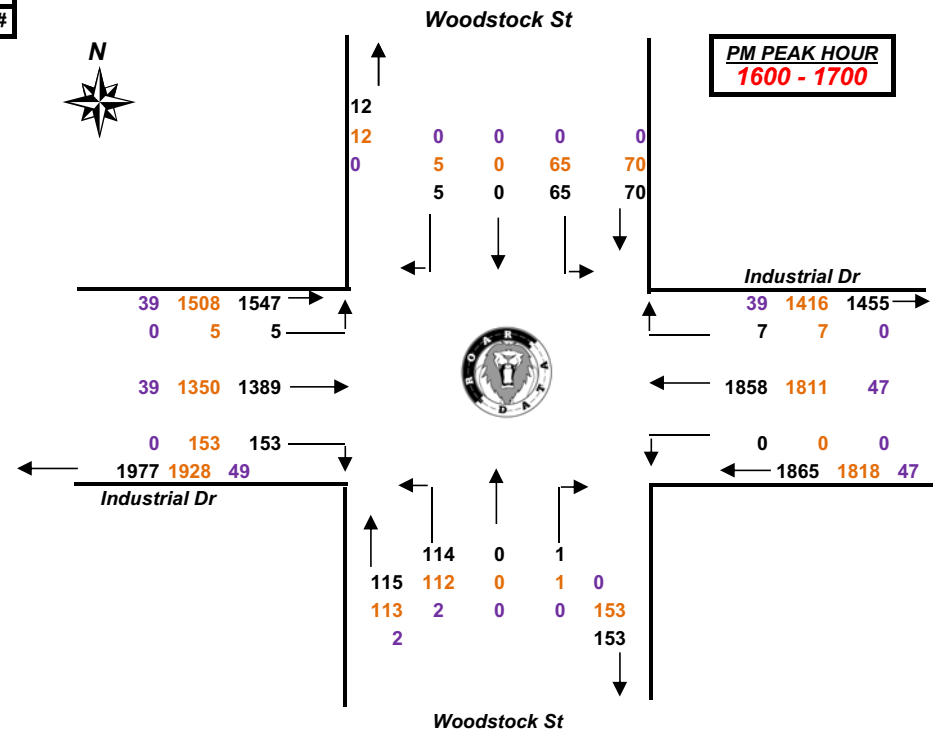 #
Woodstock St
N
PM PEAK HOUR
1600 - 1700
12
12 0 0 0 0
0 5 0 65 70
5 0 65 70
Industrial Dr
39 1508 1547 39 1416 1455
0 5 5 7 7 0
ROAR DATA
39 1350 1389 1858 1811 47
0 153 153 0 0 0
1977 1928 49 1865 1818 47
Industrial Dr
114 0 1
115 112 0 1 0
113 2 0 0 153
2 153
Woodstock St